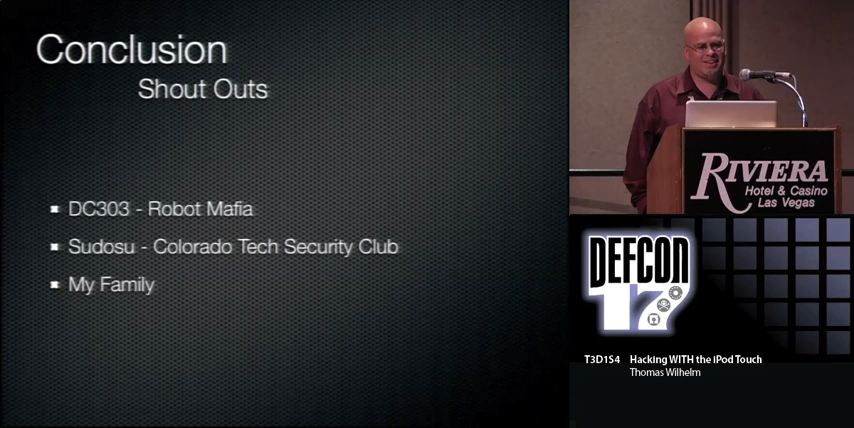 Conclusion
Shout Outs
DC303 - Robot Mafia
Sudosu - Colorado Tech Security Club
My Family
RIVIERA
Hotel & Casino
Las Vegas
DEFCON
17
T3D1S4 Hacking WITH the iPod Touch
Thomas Wilhelm